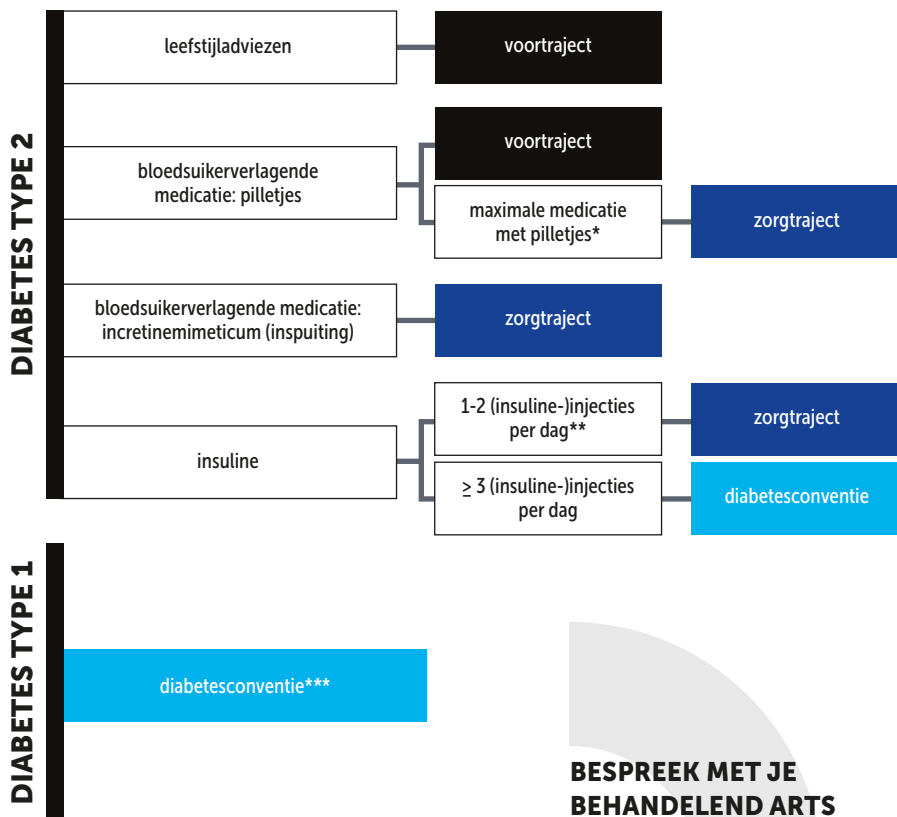 DIABETES TYPE 2
leefstijladviezen
voortraject
bloedsuikerverlagende
medicatie: pilletjes
voortraject
maximale medicatie
met pilletjes*
zorgtraject
bloedsuikerverlagende medicatie:
incretinemimeticum (inspuiting)
zorgtraject
insuline
1-2 (insuline-)injecties
per dag**
zorgtraject
≥ 3 (insuline-)injecties
per dag
diabetesconventie
DIABETES TYPE 1
diabetesconventie***
BESPREEK MET JE
BEHANDELEND ARTS